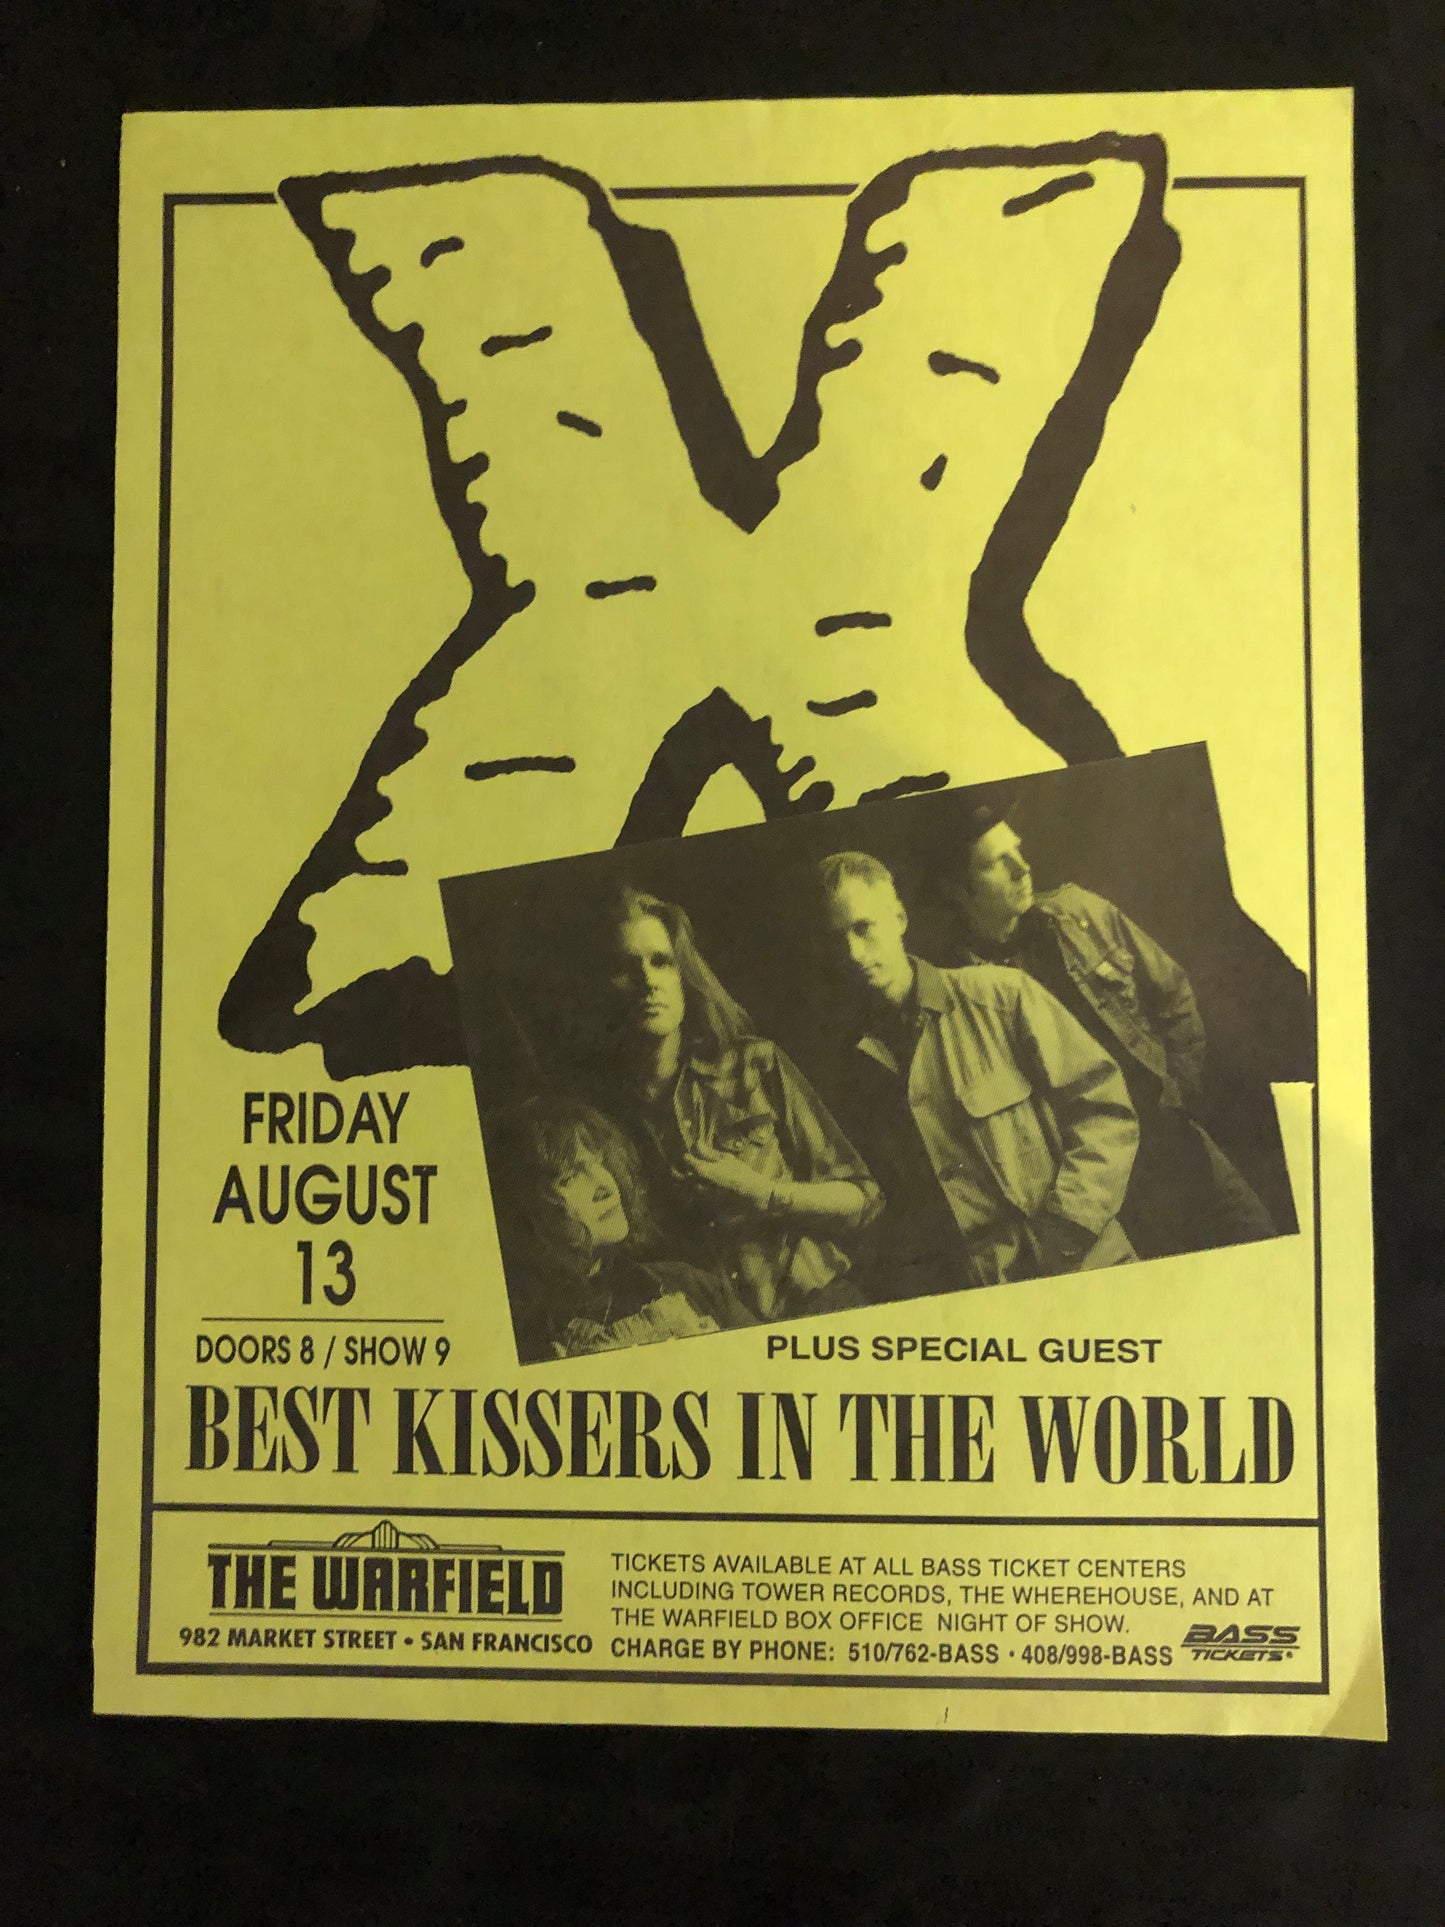 X
FRIDAY
AUGUST
13
DOORS 8 / SHOW 9
PLUS SPECIAL GUEST
BEST KISSERS IN THE WORLD
THE WARFIELD
982 MARKET STREET • SAN FRANCISCO
TICKETS AVAILABLE AT ALL BASS TICKET CENTERS
INCLUDING TOWER RECORDS, THE WHEREHOUSE, AND AT
THE WARFIELD BOX OFFICE NIGHT OF SHOW.
CHARGE BY PHONE: 510/762-BASS · 408/998-BASS
BASS
TICKETS